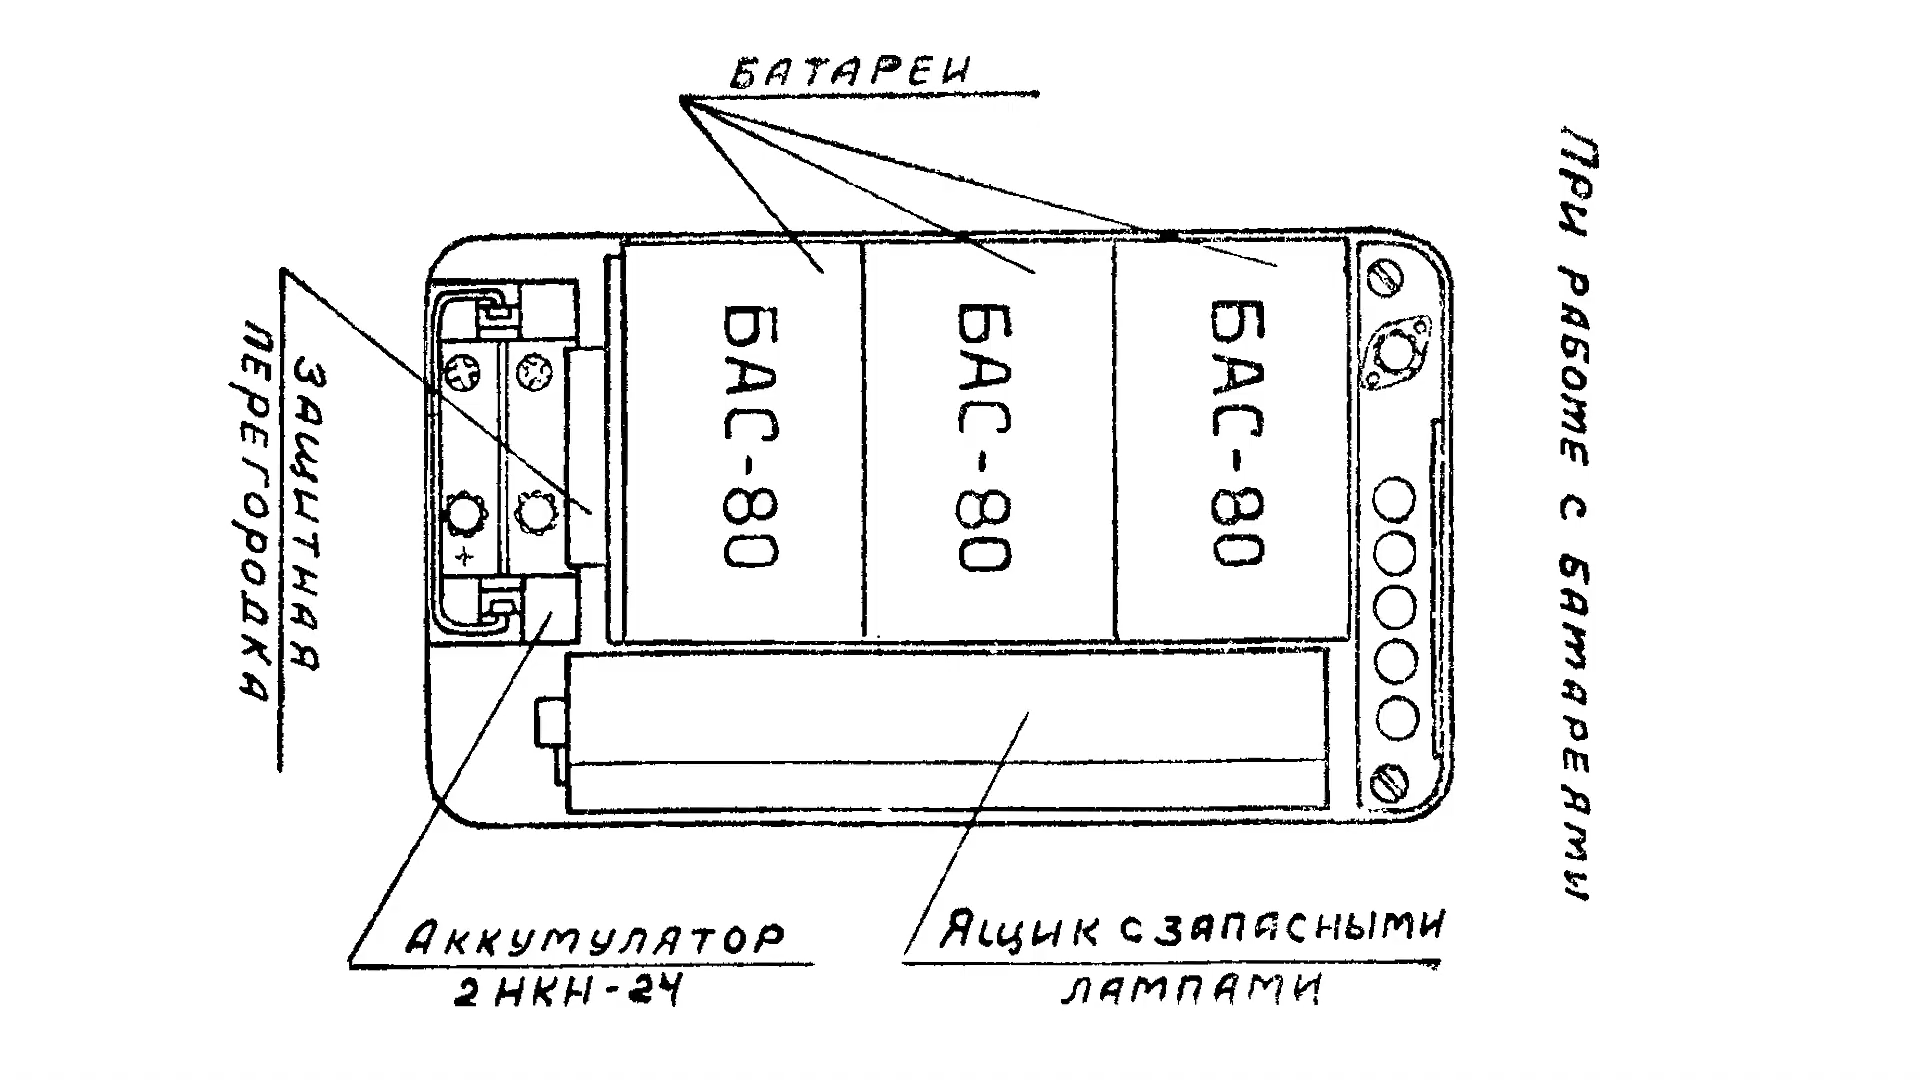 БАТАРЕИ
При работе с батареями
Защитная
перегородка
БАС-80
БАС-80
БАС-80
Аккумулятор
2НКН-24
Ящик с запасными
лампами